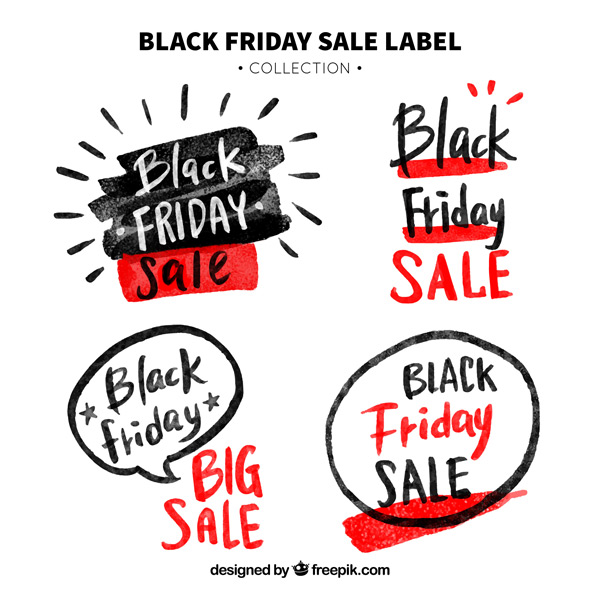 BLACK FRIDAY SALE LABEL
• COLLECTION •
Black
• FRIDAY •
Sale
Black
Friday
SALE
Black
friday
BIG
SALE
BLACK
Friday
SALE
designed by freepik.com